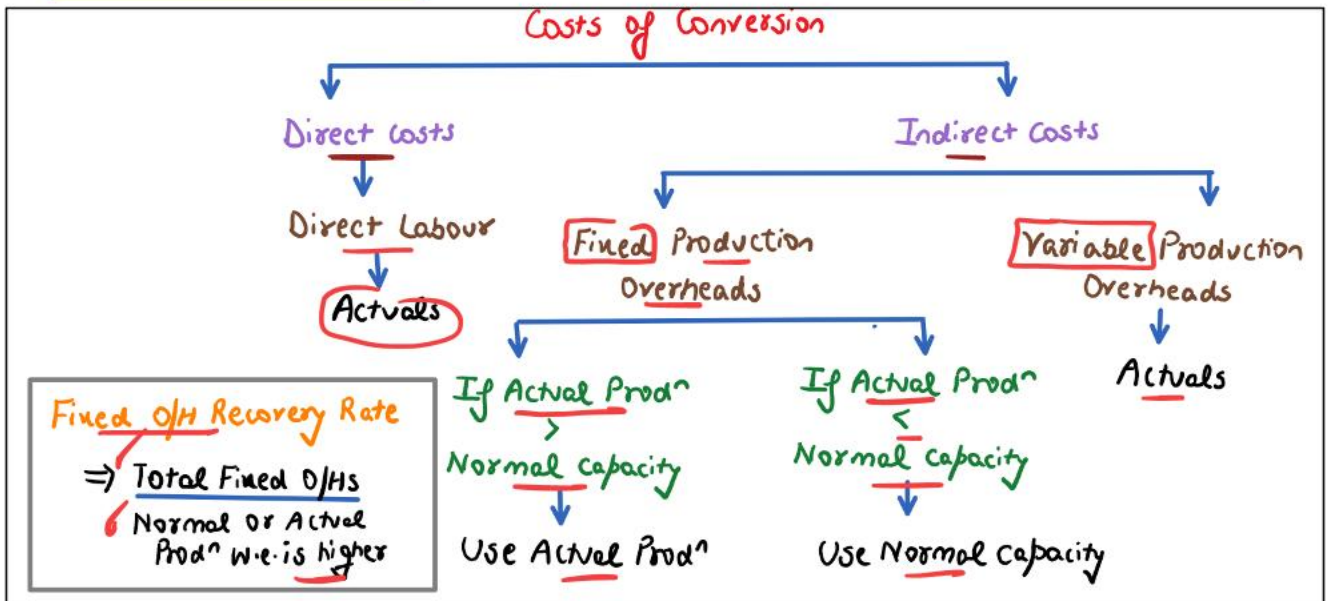 Costs of Conversion
Direct Costs
Indirect Costs
Direct Labour
Actuals
Fixed Production
Overheads
Variable Production
Overheads
Actuals
If Actual Prodⁿ
>
Normal Capacity
Use Actual Prodⁿ
If Actual Prodⁿ
<
Normal Capacity
Use Normal Capacity
Fixed O/H Recovery Rate
⇒ Total Fixed O/Hs
Normal or Actual
Prodⁿ w.e. is higher